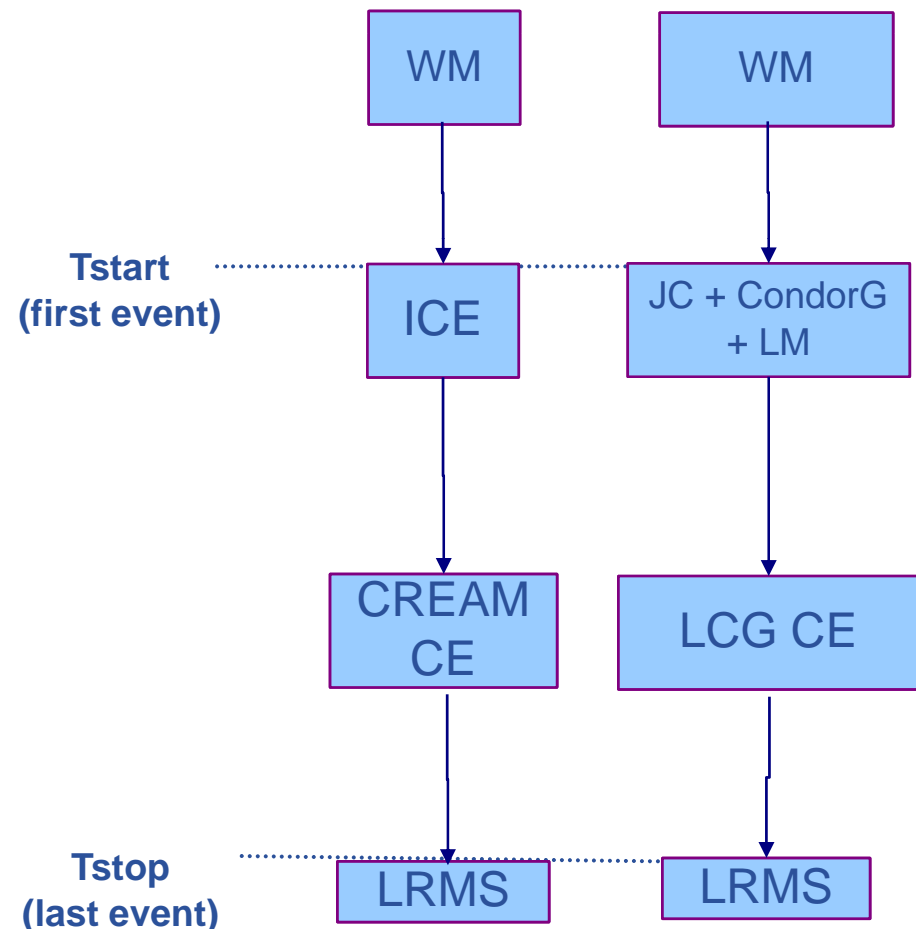 WM
WM
Tstart
(first event)
ICE
JC + CondorG
+ LM
CREAM
CE
LCG CE
Tstop
(last event)
LRMS
LRMS